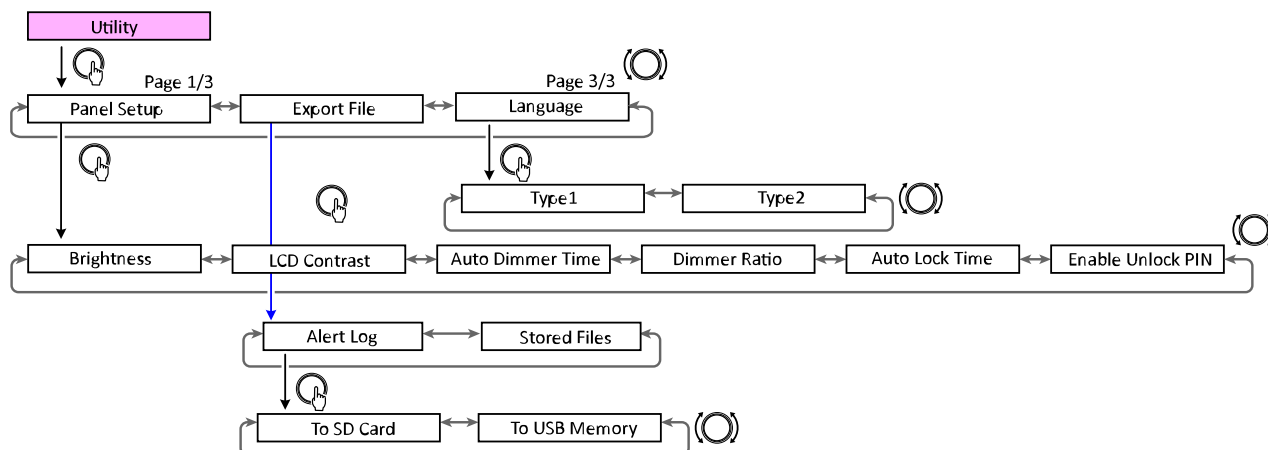 Utility
Page 1/3
Page 3/3
Panel Setup
Export File
Language
Type1
Type2
Brightness
LCD Contrast
Auto Dimmer Time
Dimmer Ratio
Auto Lock Time
Enable Unlock PIN
Alert Log
Stored Files
To SD Card
To USB Memory